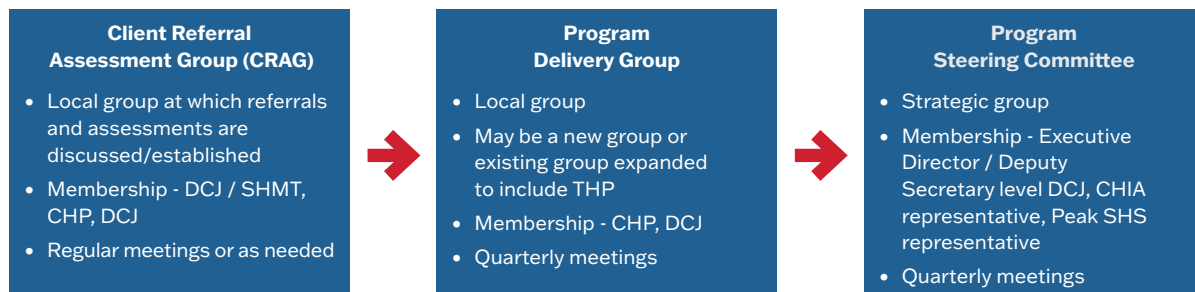 Client Referral
Assessment Group (CRAG)
• Local group at which referrals
and assessments are
discussed/established
• Membership - DCJ / SHMT,
CHP, DCJ
• Regular meetings or as needed
Program
Delivery Group
• Local group
• May be a new group or
existing group expanded
to include THP
• Membership - CHP, DCJ
• Quarterly meetings
Program
Steering Committee
• Strategic group
• Membership - Executive
Director / Deputy
Secretary level DCJ, CHIA
representative, Peak SHS
representative
• Quarterly meetings